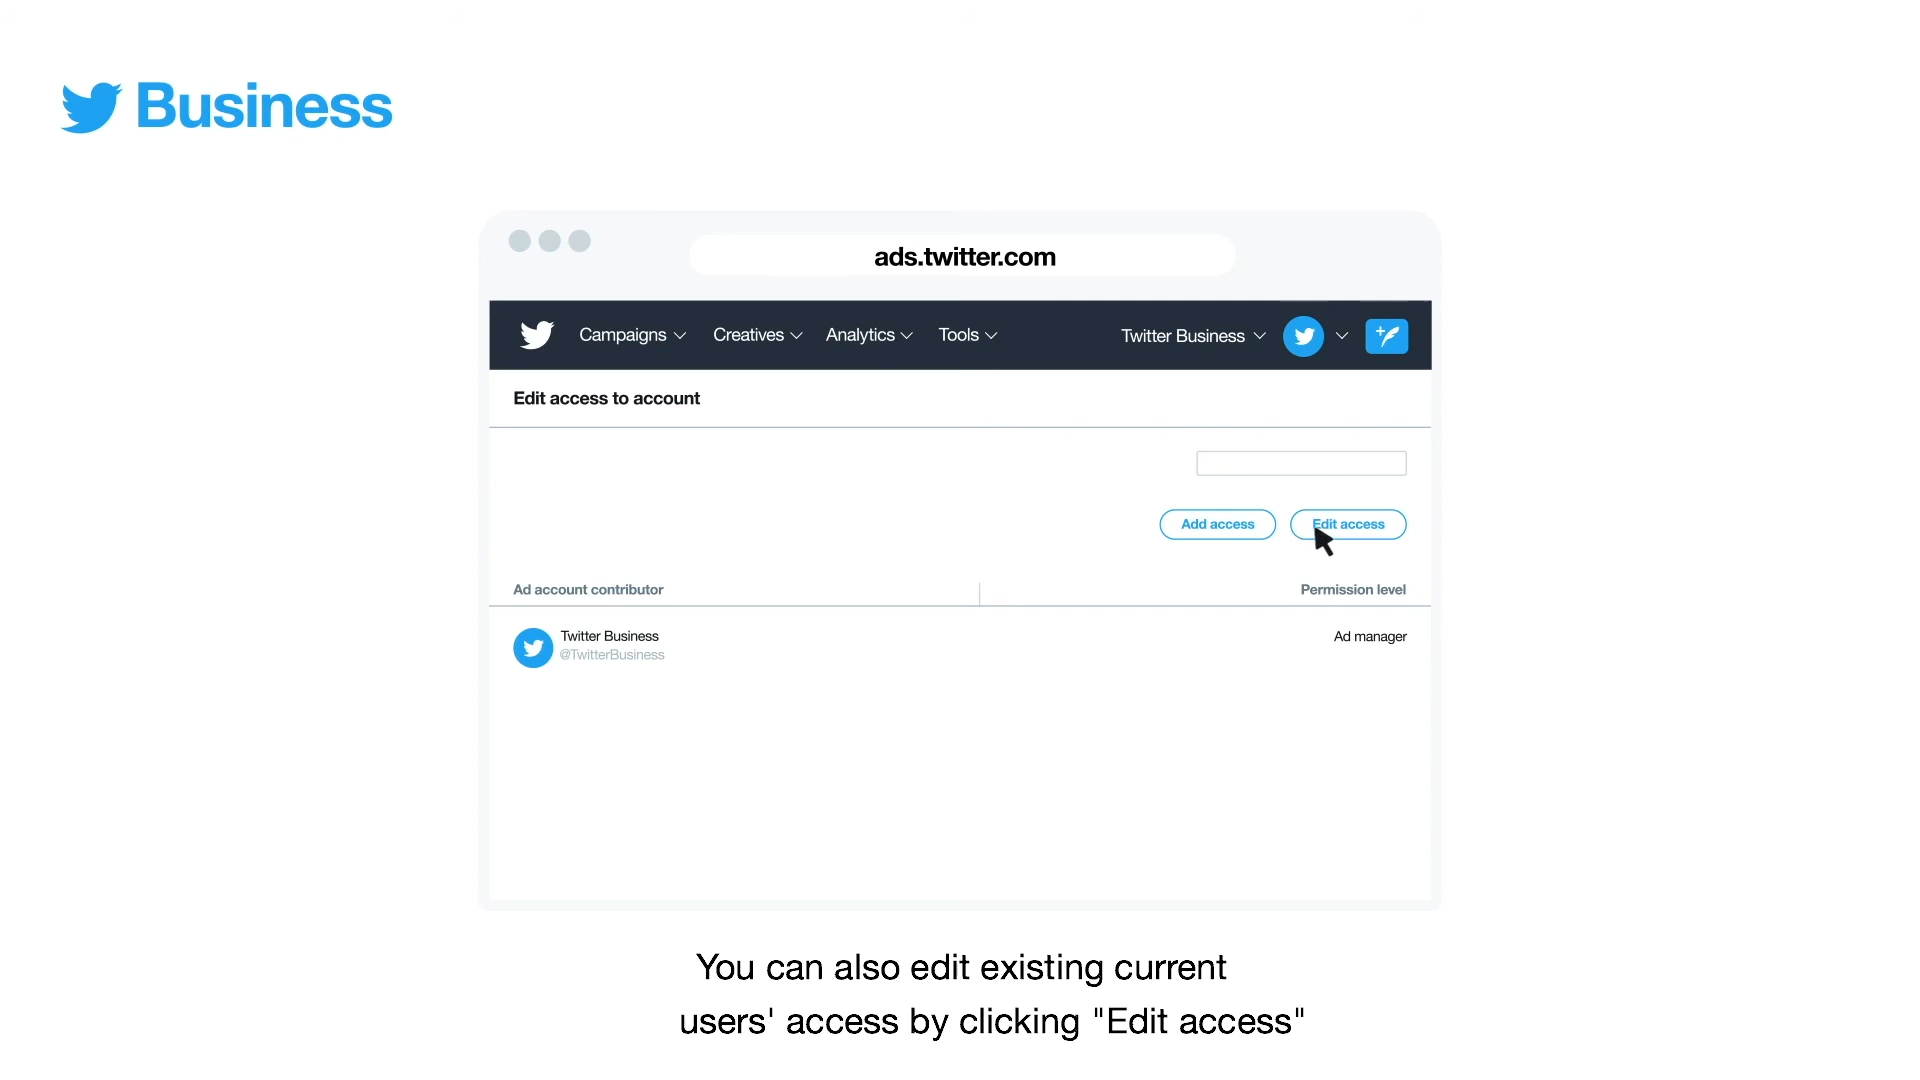 Business
ads.twitter.com
Campaigns Creatives Analytics Tools Twitter Business
Edit access to account
Add access Edit access
Ad account contributor Permission level
Twitter Business Ad manager
@TwitterBusiness
You can also edit existing current
users' access by clicking "Edit access"